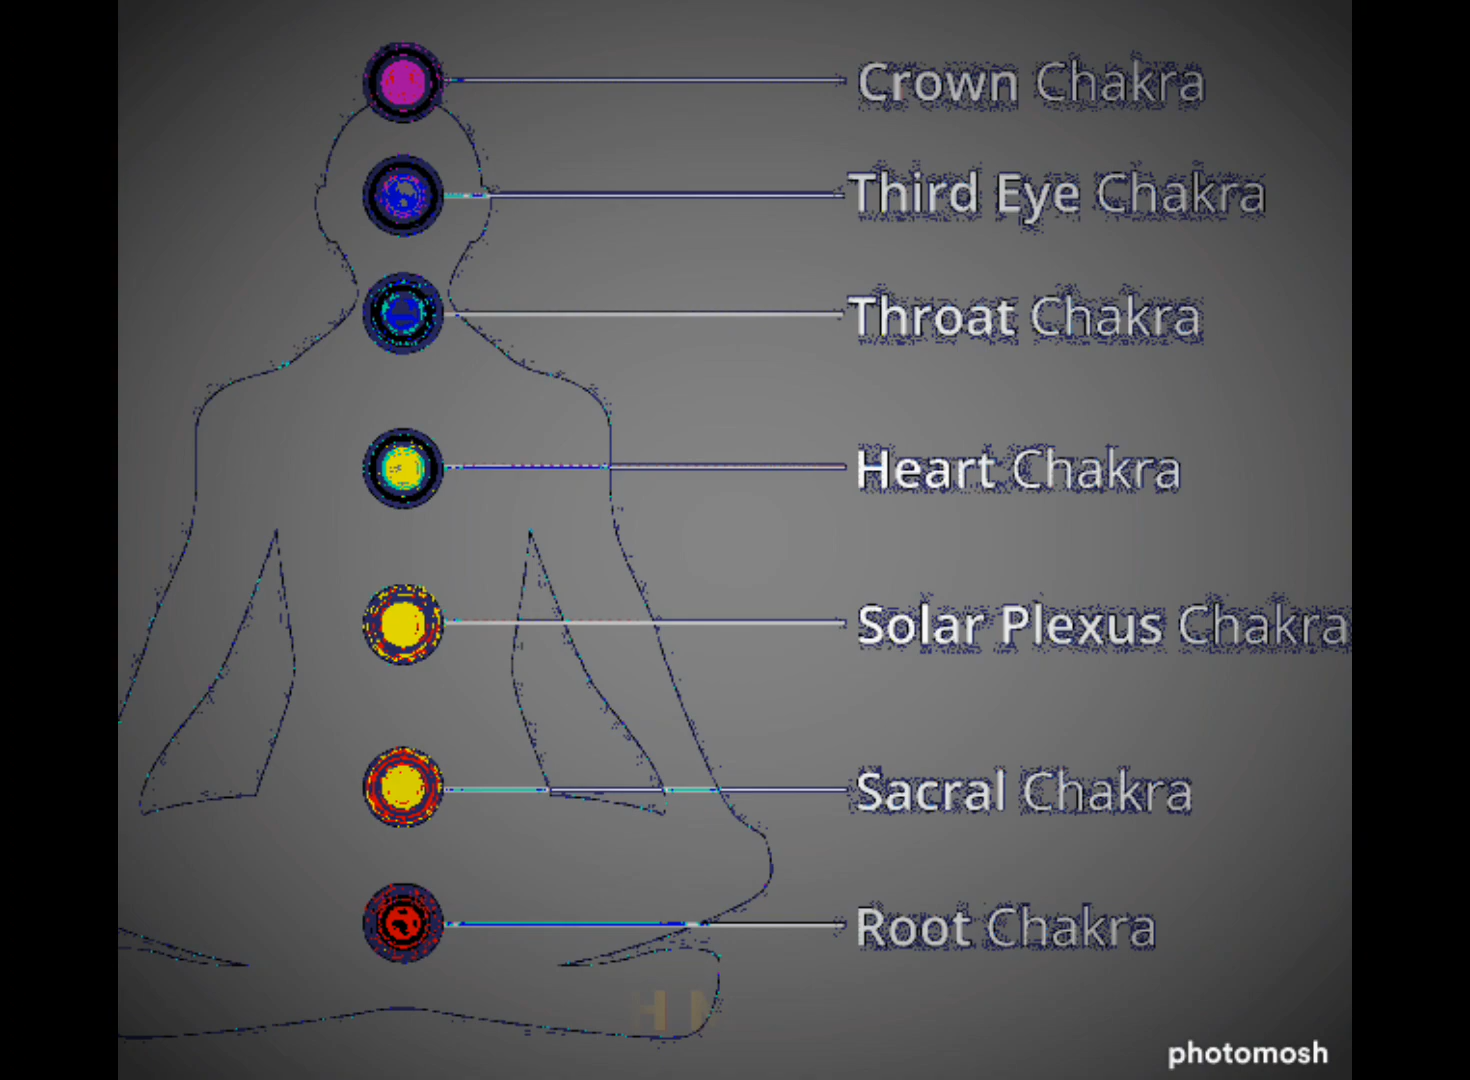 Crown Chakra
Third Eye Chakra
Throat Chakra
Heart Chakra
Solar Plexus Chakra
Sacral Chakra
Root Chakra
H M
photomosh